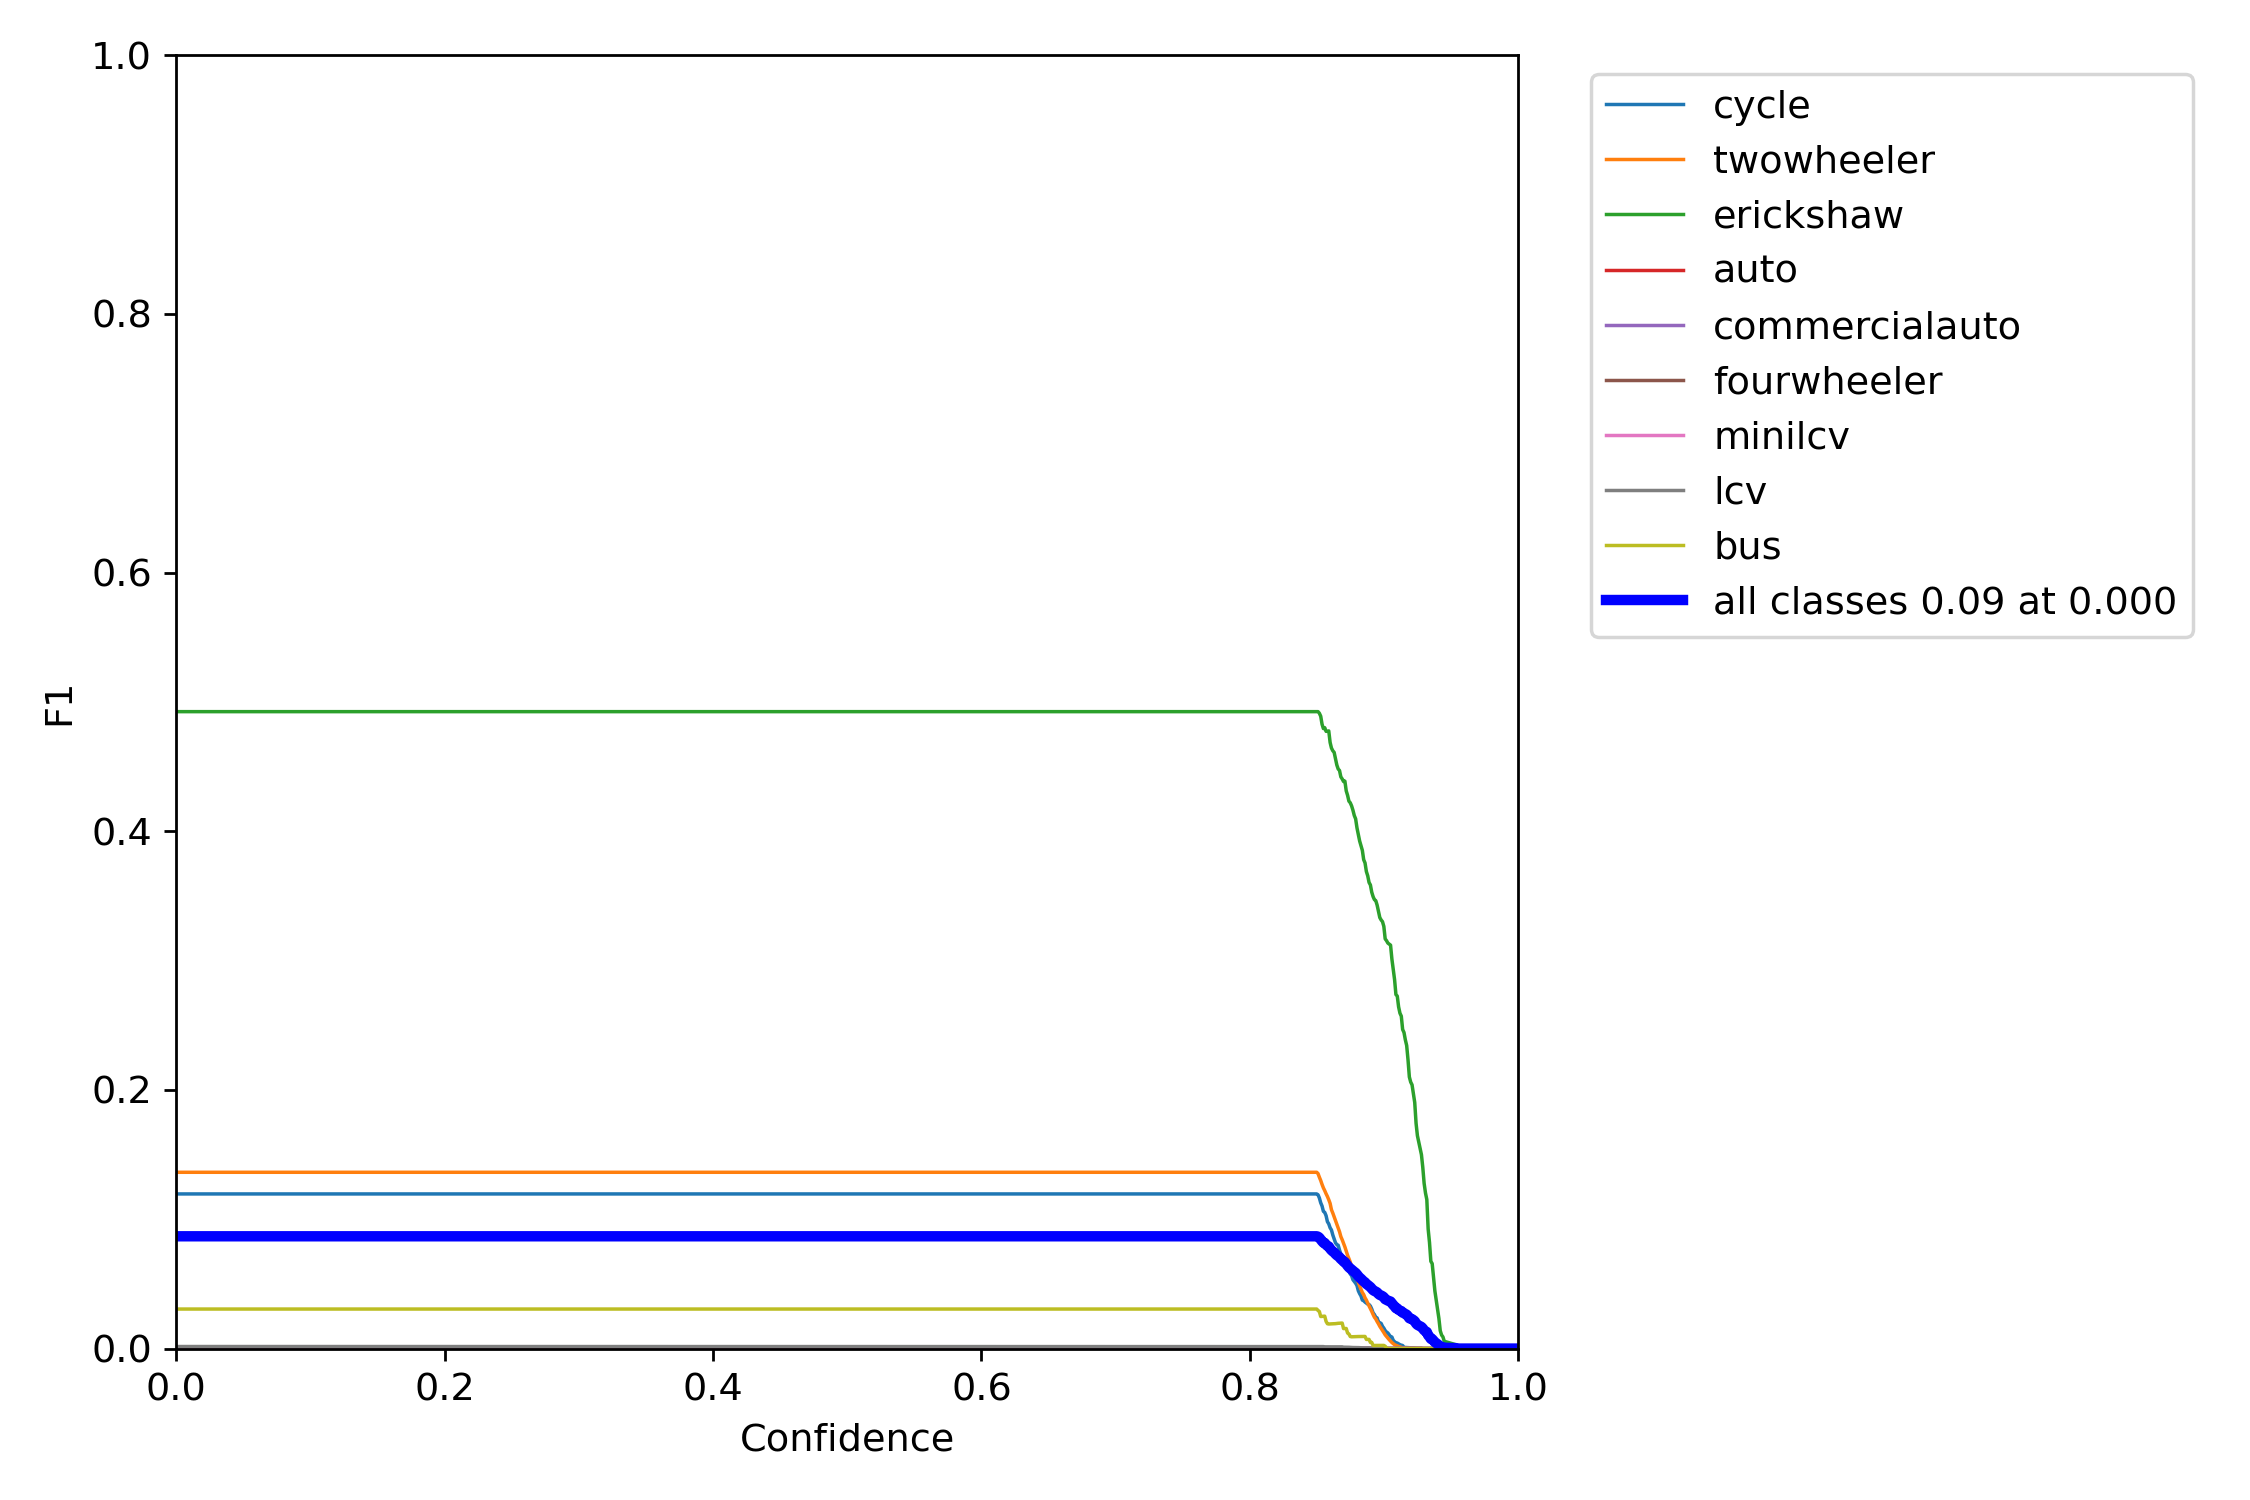 1.0
0.8
0.6
0.4
0.2
0.0
F1
0.0 0.2 0.4 0.6 0.8 1.0
Confidence
cycle
twowheeler
erickshaw
auto
commercialauto
fourwheeler
minilcv
lcv
bus
all classes 0.09 at 0.000